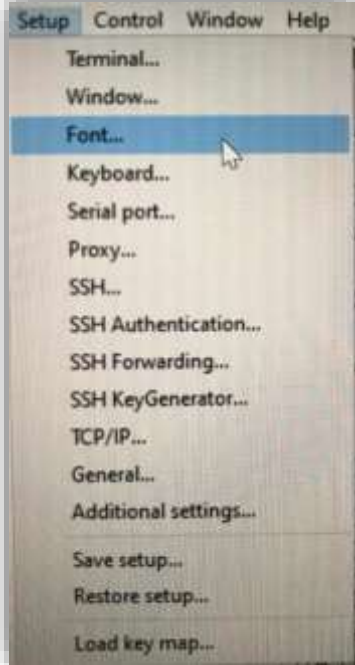 Setup Control Window Help
Terminal...
Window...
Font...
Keyboard...
Serial port...
Proxy...
SSH...
SSH Authentication...
SSH Forwarding...
SSH KeyGenerator...
TCP/IP...
General...
Additional settings...
Save setup...
Restore setup...
Load key map...